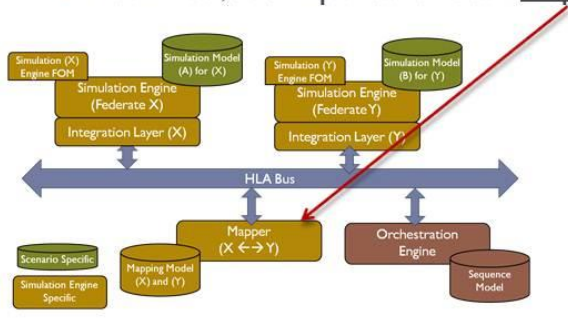 Simulation (X)
Engine FOM
Simulation Model
(A) for (X)
Simulation Engine
(Federate X)
Integration Layer (X)
Simulation (Y)
Engine FOM
Simulation Model
(B) for (Y)
Simulation Engine
(Federate Y)
Integration Layer (Y)
HLA Bus
Mapper
(X ←→ Y)
Mapping Model
(X) and (Y)
Orchestration
Engine
Sequence
Model
Scenario Specific
Simulation Engine
Specific